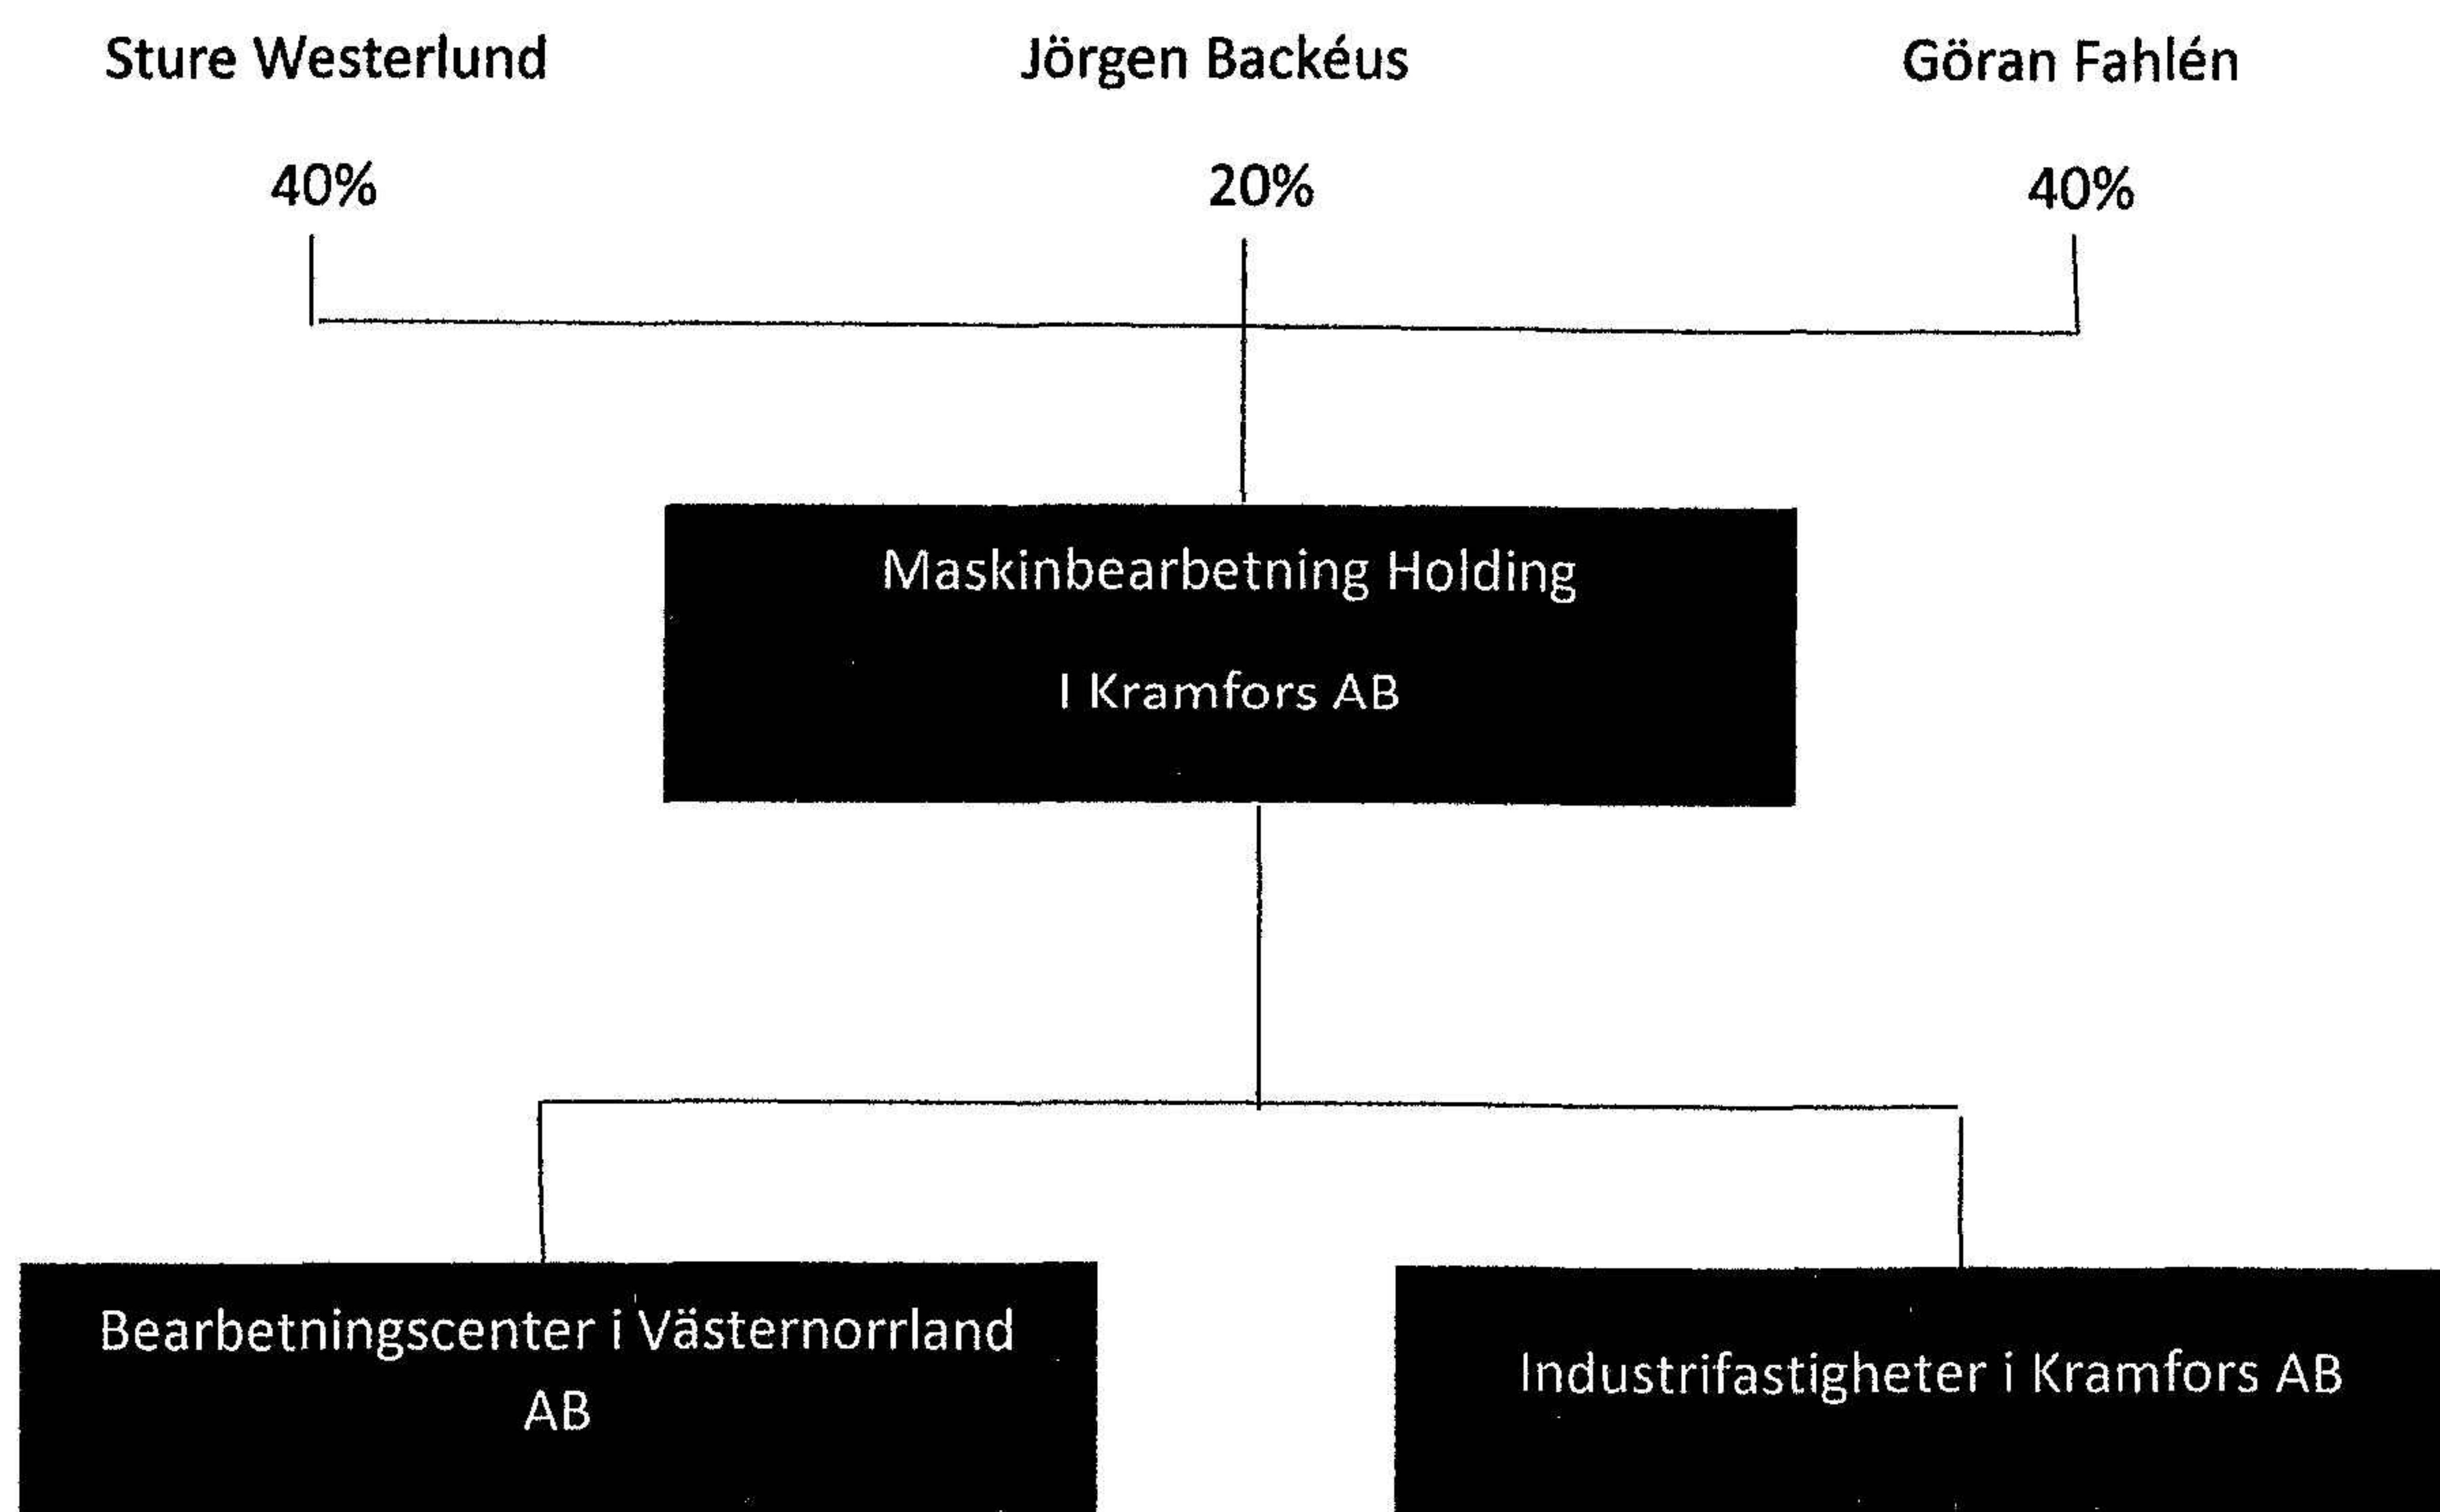 Sture Westerlund
Jörgen Backéus
Göran Fahlén
40%
20%
40%
Maskinbearbetning Holding
I Kramfors AB
Bearbetningscenter i Västernorrland
AB
Industrifastigheter i Kramfors AB